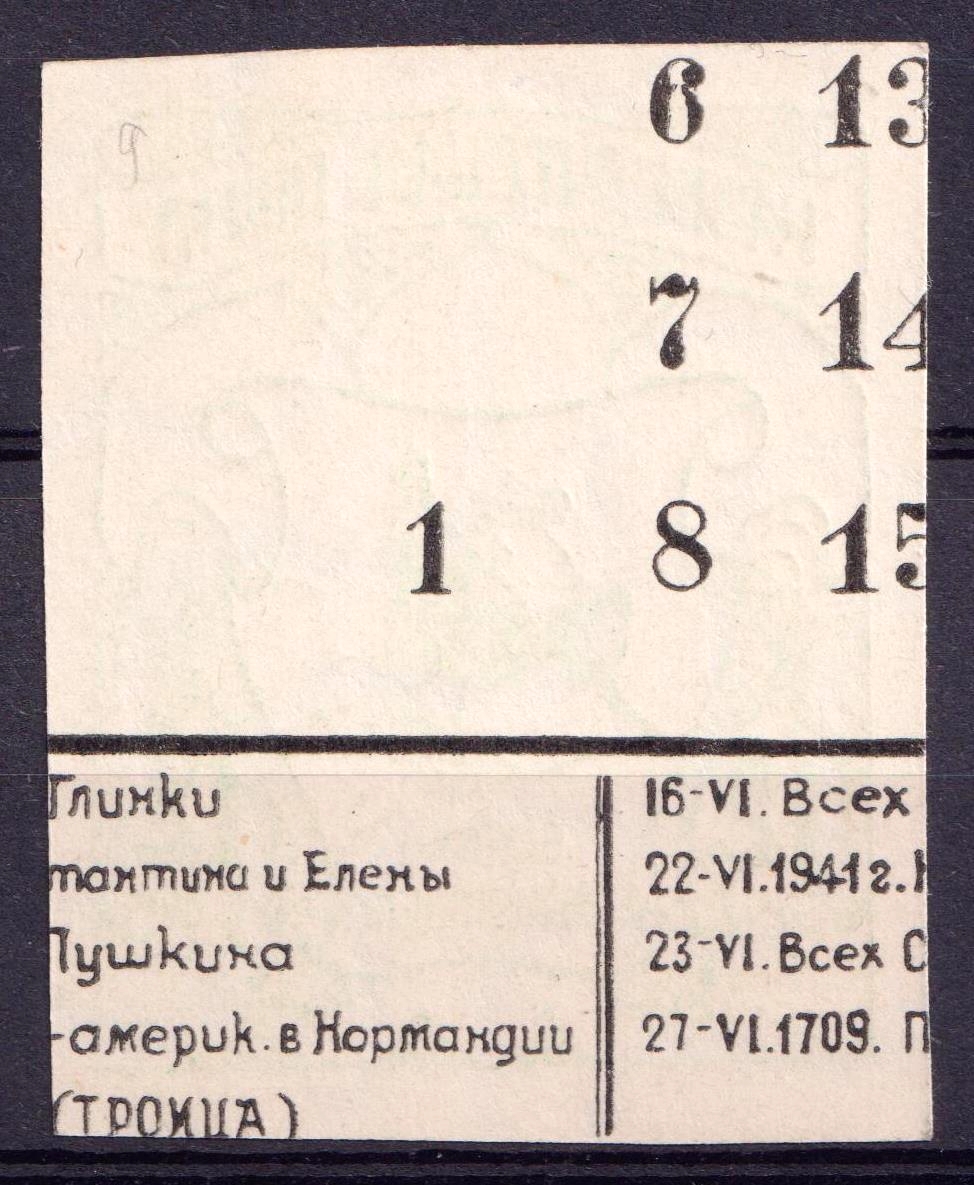 6 13
7 14
1 8 15
Глинки
тантина и Елены
Пушкина
-америк. в Нормандии
(ТРОИЦА)
16-VI. Всех
22-VI.1941г.
23-VI. Всех С
27-VI.1709. П